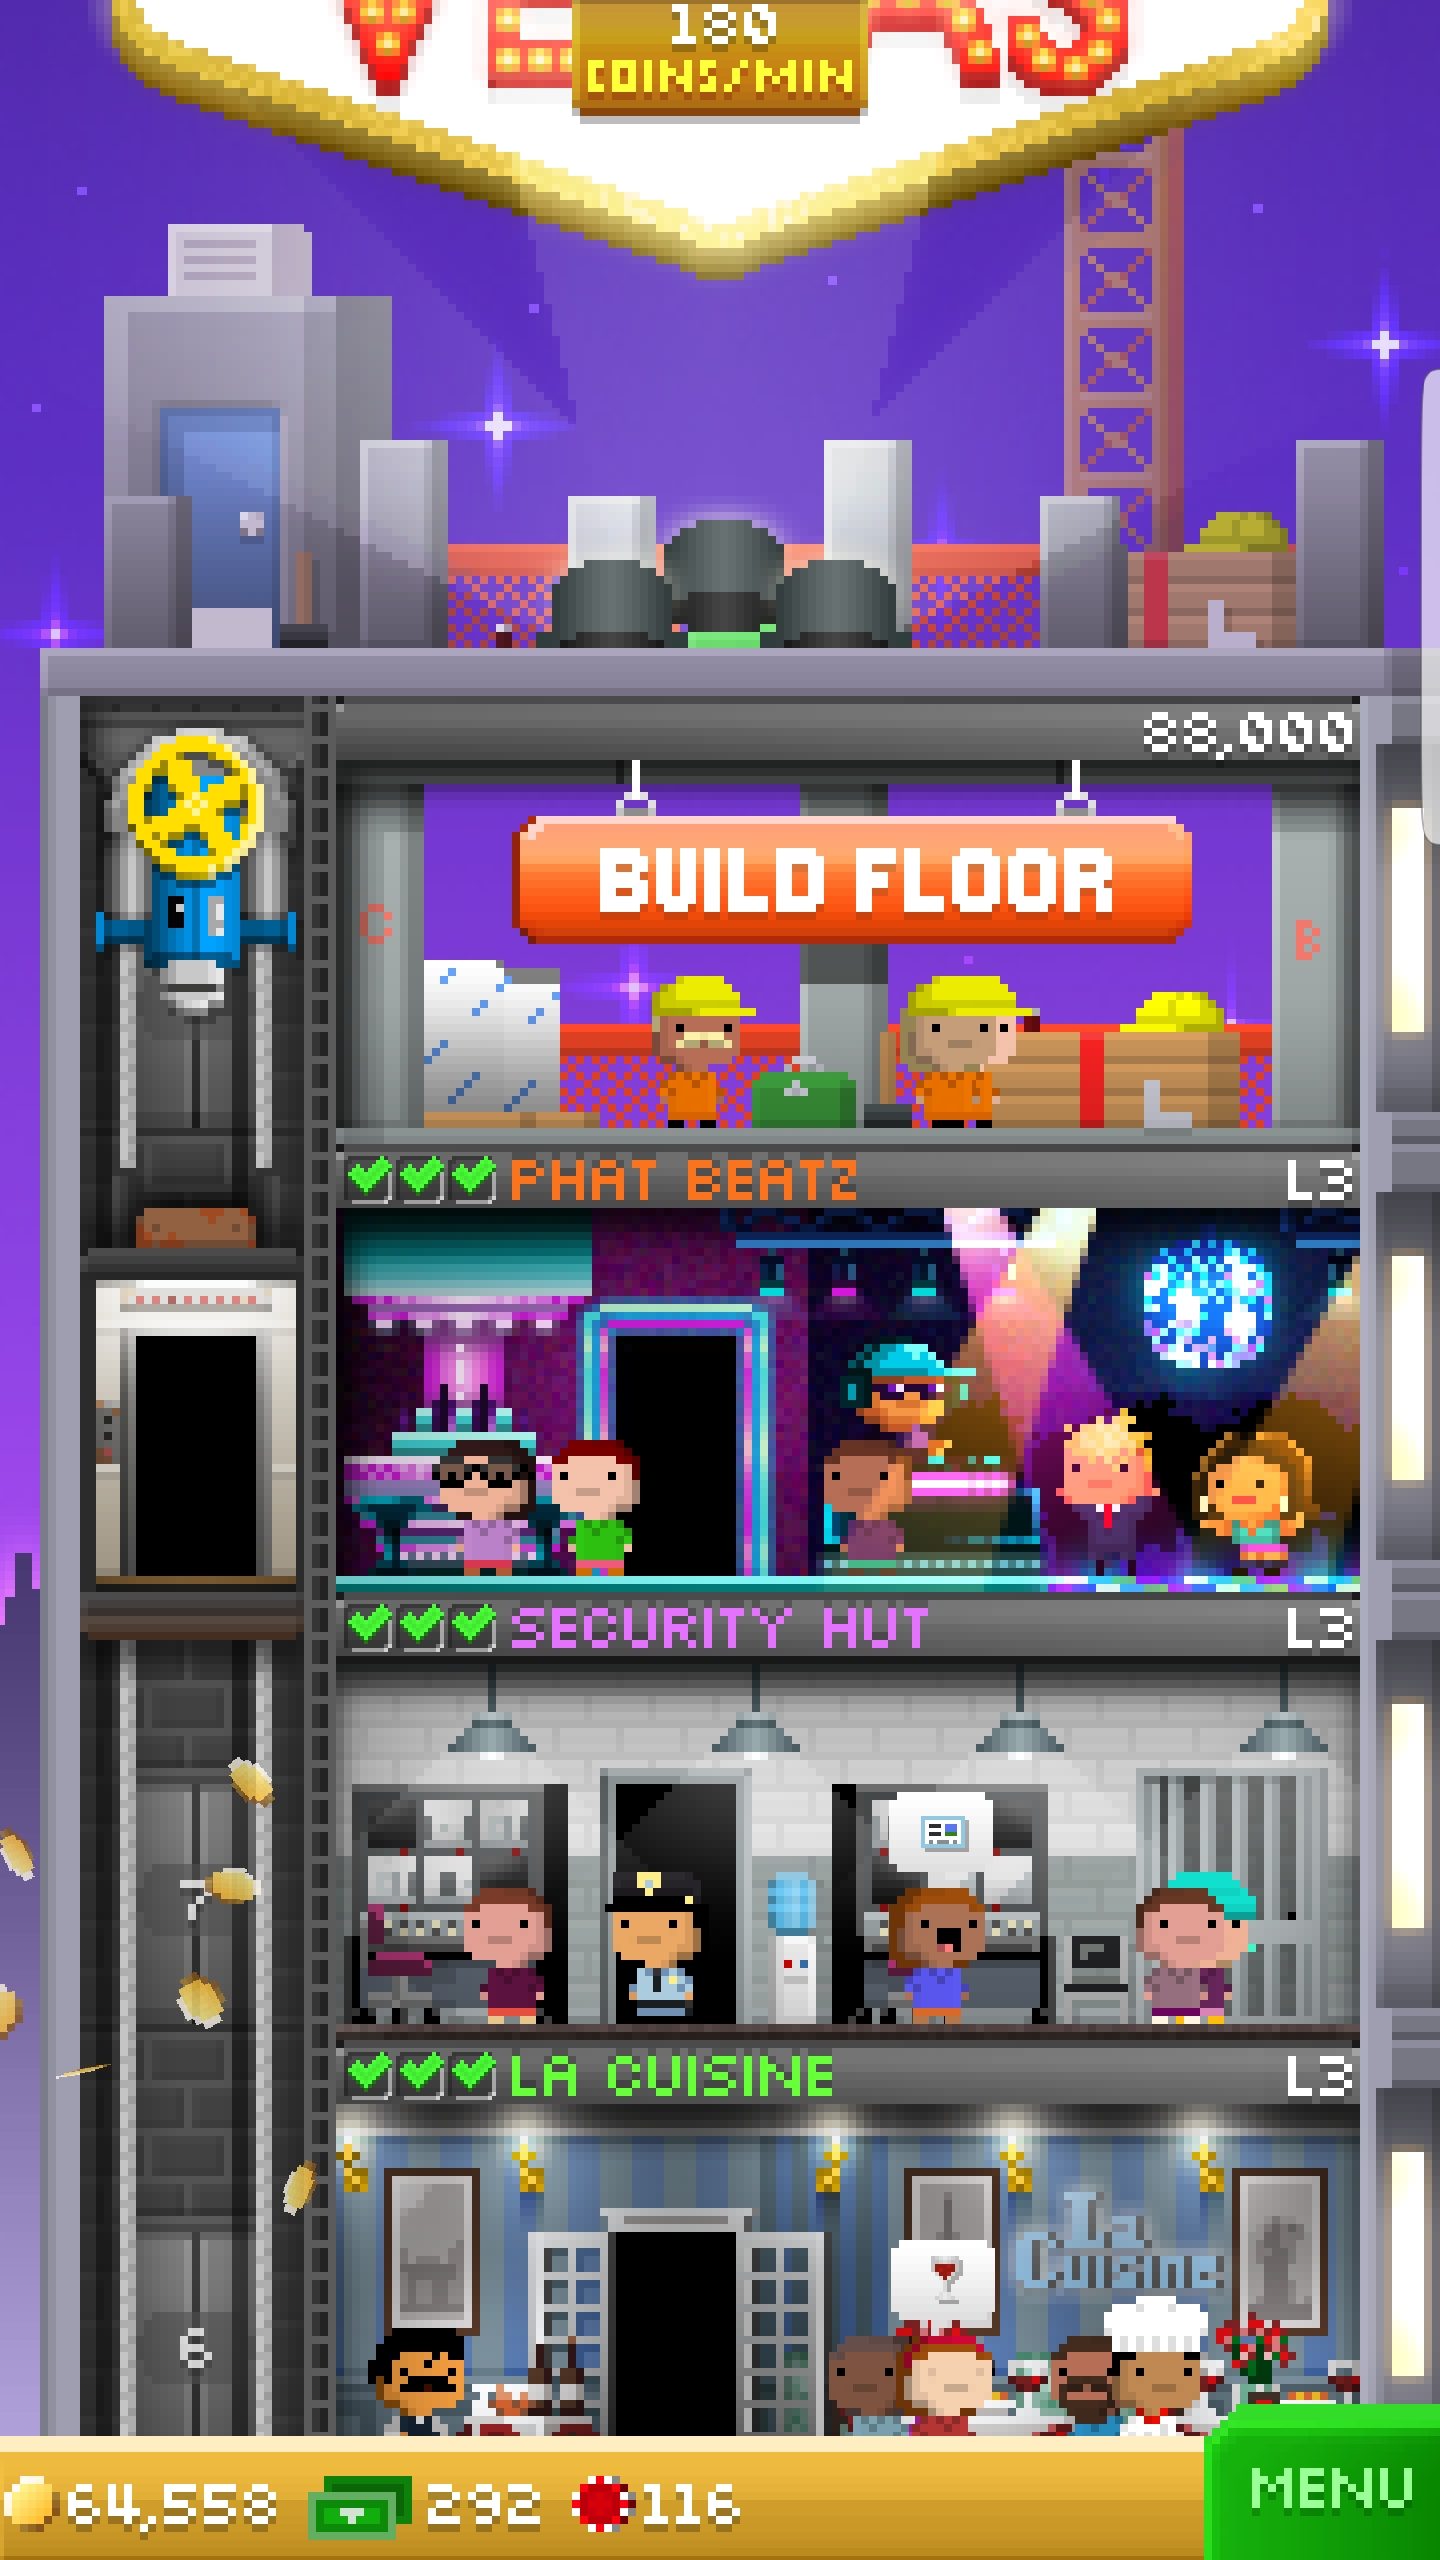 180
COINS/MIN
88,000
BUILD FLOOR
C
B
PHAT BEATZ L3
SECURITY HUT L3
7
LA CUISINE L3
La
Cuisine
6
64,558 292 116
MENU